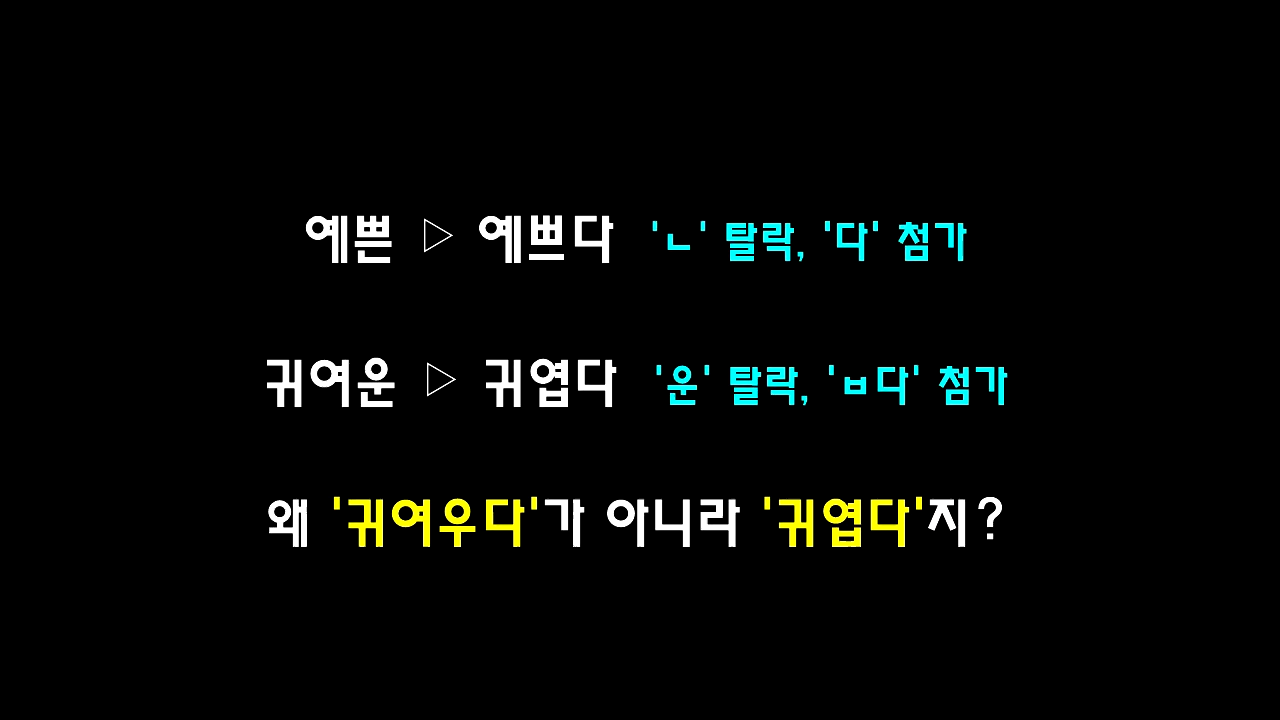 예쁜 ▷ 예쁘다 'ㄴ' 탈락, '다' 첨가
귀여운 ▷ 귀엽다 '운' 탈락, 'ㅂ다' 첨가
왜 '귀여우다'가 아니라 '귀엽다'지?